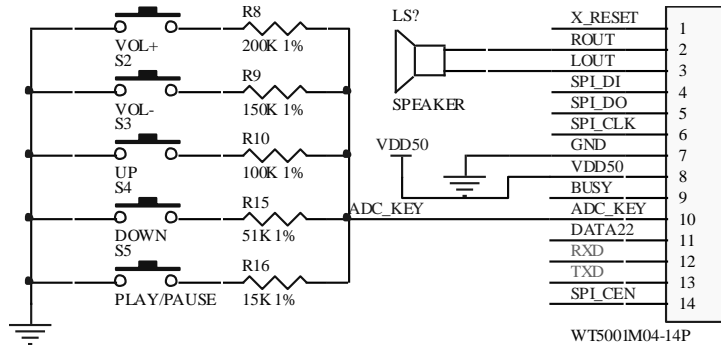 R8
VOL+
200K 1%
S2
R9
VOL-
150K 1%
S3
R10
UP
100K 1%
S4
R15
DOWN
51K 1%
S5
R16
PLAY/PAUSE
15K 1%
ADC_KEY
LS?
SPEAKER
VDD50
X_RESET
1
ROUT
2
LOUT
3
SPI_DI
4
SPI_DO
5
SPI_CLK
6
GND
7
VDD50
8
BUSY
9
ADC_KEY
10
DATA22
11
RXD
12
TXD
13
SPI_CEN
14
WT5001M04-14P